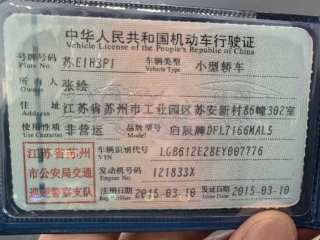 中华人民共和国机动车行驶证
Vehicle License of the People's Republic of China
号牌号码 苏E1H3P1 车辆类型 小型轿车
Plate No. Vehicle Type
所有人 张绘
Owner
住址 江苏省苏州市工业园区苏安新村86幢302室
Address
使用性质 非营运 品牌型号 启辰牌DFL7166MAL5
Use Character Model
江苏省苏州 车辆识别代号 LGB612E28EY007776
VIN
市公安局交通 发动机号码 121833X
Engine No.
巡逻警察支队 注册日期 2015-03-10 发证日期 2015-03-10
Register Date Issue Date